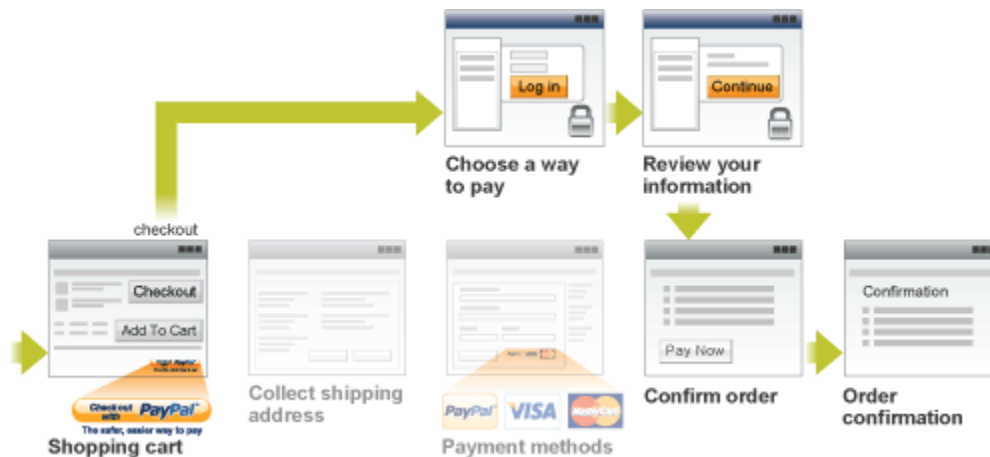 Log in
Continue
Choose a way
to pay
Review your
information
checkout
Checkout
Add To Cart
Checkout
with
PayPal
The safer, easier way to pay
Shopping cart
Collect shipping
address
PayPal
VISA
MasterCard
Payment methods
Pay Now
Confirm order
Confirmation
Order
confirmation